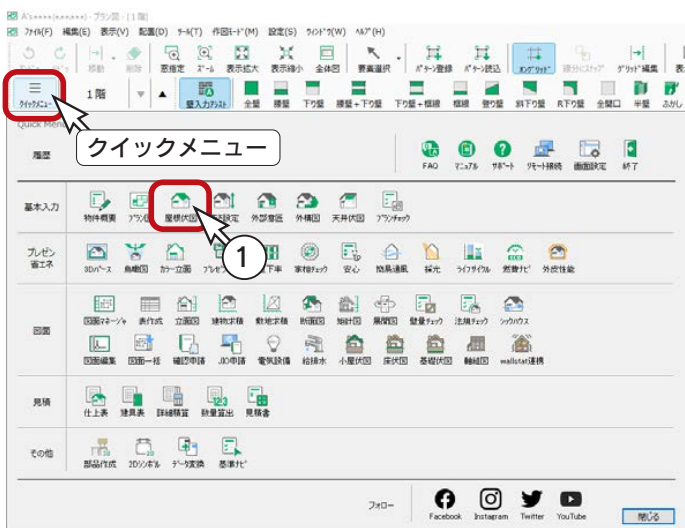 プラン図 - [1 階]
ファイル(F) 編集(E) 表示(V) 配置(D) ツール(T) 作図モード(M) 設定(S) ウィンドウ(W) ヘルプ(H)
移動 削除 窓指定 ズーム 表示拡大 表示縮小 全体図 要素選択 パターン登録 パターン読込 グリッド編集
クイックメニュー 1 階 壁入力アシスト 全壁 腰壁 下り壁 腰壁+下り壁 下り壁+框線 框線 登り壁 斜下り壁 R下り壁 全開口 半壁 ふかし
Quick Menu
クイックメニュー
履歴 FAQ マニュアル サポート リモート接続 画面設定 終了
基本入力 物件概要 プラン図 屋根伏図 外部意匠 外構図 天井伏図 プランチェック
1
プレゼン
省エネ
3Dパース 鳥瞰図 カラー立面 家相チェック 安心 簡易通風 採光 ライフサイクル 燃費ナビ 外皮性能
図面
図面マネージャ 表作成 立面図 建物求積 敷地求積 断面図 矩計図 展開図 壁量チェック 法規チェック シックハウス
図面編集 図面一括 確認申請 JIO申請 電気設備 給排水 小屋伏図 床伏図 基礎伏図 軸組図 wallstat連携
見積 仕上表 建具表 詳細積算 数量算出 見積書
その他 部品作成 2Dシンボル データ変換 基準ナビ
フォロー Facebook Instagram Twitter YouTube 閉じる